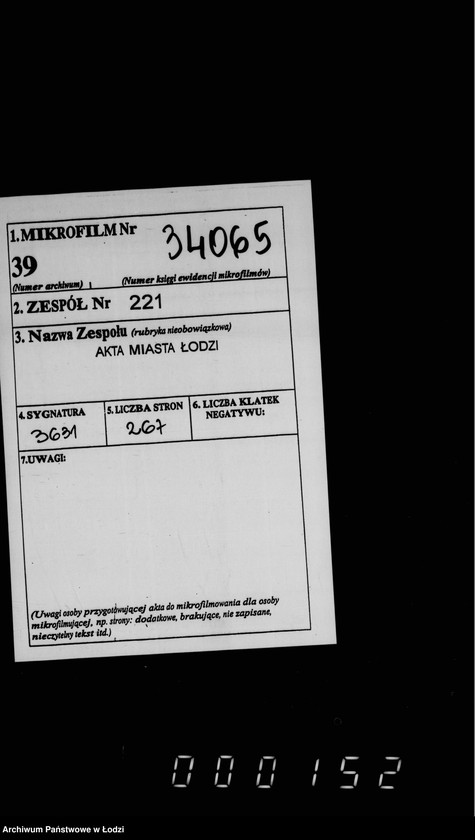 1. MIKROFILM Nr 34065
39
(Numer archiwum) (Numer księgi ewidencji mikrofilmów)
2. ZESPÓŁ Nr 221
3. Nazwa Zespołu (rubryka nieobowiązkowa)
AKTA MIASTA ŁODZI
4. SYGNATURA 5. LICZBA STRON 6. LICZBA KLATEK
NEGATYWU:
3631 267
7. UWAGI:
(Uwagi osoby przygotowującej akta do mikrofilmowania dla osoby
mikrofilmującej, np. strony: dodatkowe, brakujące, nie zapisane,
nieczytelny tekst itd.)
000152
Archiwum Państwowe w Łodzi